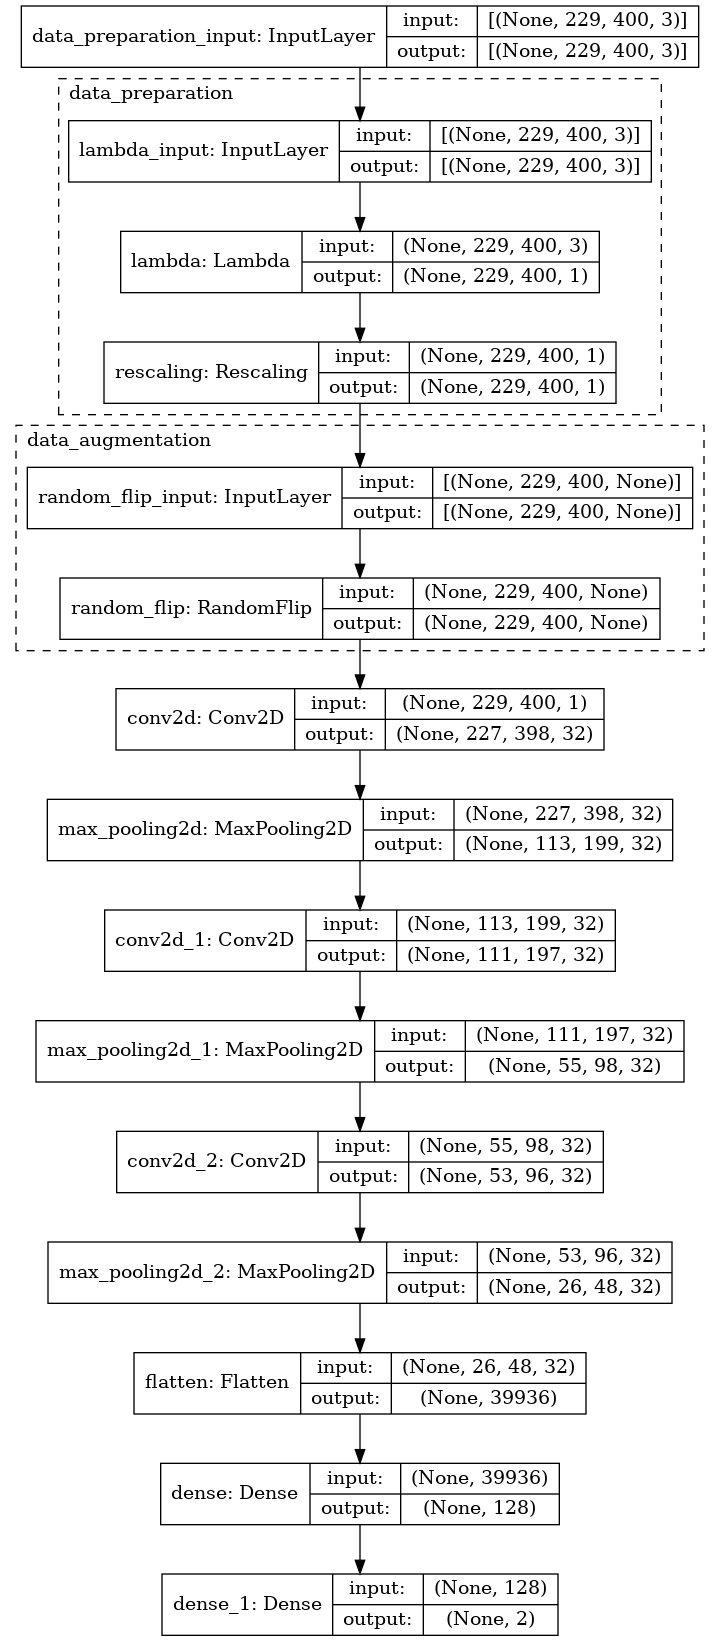 data_preparation_input: InputLayer
input:
[(None, 229, 400, 3)]
output:
[(None, 229, 400, 3)]
data_preparation
lambda_input: InputLayer
input:
[(None, 229, 400, 3)]
output:
[(None, 229, 400, 3)]
lambda: Lambda
input:
(None, 229, 400, 3)
output:
(None, 229, 400, 1)
rescaling: Rescaling
input:
(None, 229, 400, 1)
output:
(None, 229, 400, 1)
data_augmentation
random_flip_input: InputLayer
input:
[(None, 229, 400, None)]
output:
[(None, 229, 400, None)]
random_flip: RandomFlip
input:
(None, 229, 400, None)
output:
(None, 229, 400, None)
conv2d: Conv2D
input:
(None, 229, 400, 1)
output:
(None, 227, 398, 32)
max_pooling2d: MaxPooling2D
input:
(None, 227, 398, 32)
output:
(None, 113, 199, 32)
conv2d_1: Conv2D
input:
(None, 113, 199, 32)
output:
(None, 111, 197, 32)
max_pooling2d_1: MaxPooling2D
input:
(None, 111, 197, 32)
output:
(None, 55, 98, 32)
conv2d_2: Conv2D
input:
(None, 55, 98, 32)
output:
(None, 53, 96, 32)
max_pooling2d_2: MaxPooling2D
input:
(None, 53, 96, 32)
output:
(None, 26, 48, 32)
flatten: Flatten
input:
(None, 26, 48, 32)
output:
(None, 39936)
dense: Dense
input:
(None, 39936)
output:
(None, 128)
dense_1: Dense
input:
(None, 128)
output:
(None, 2)